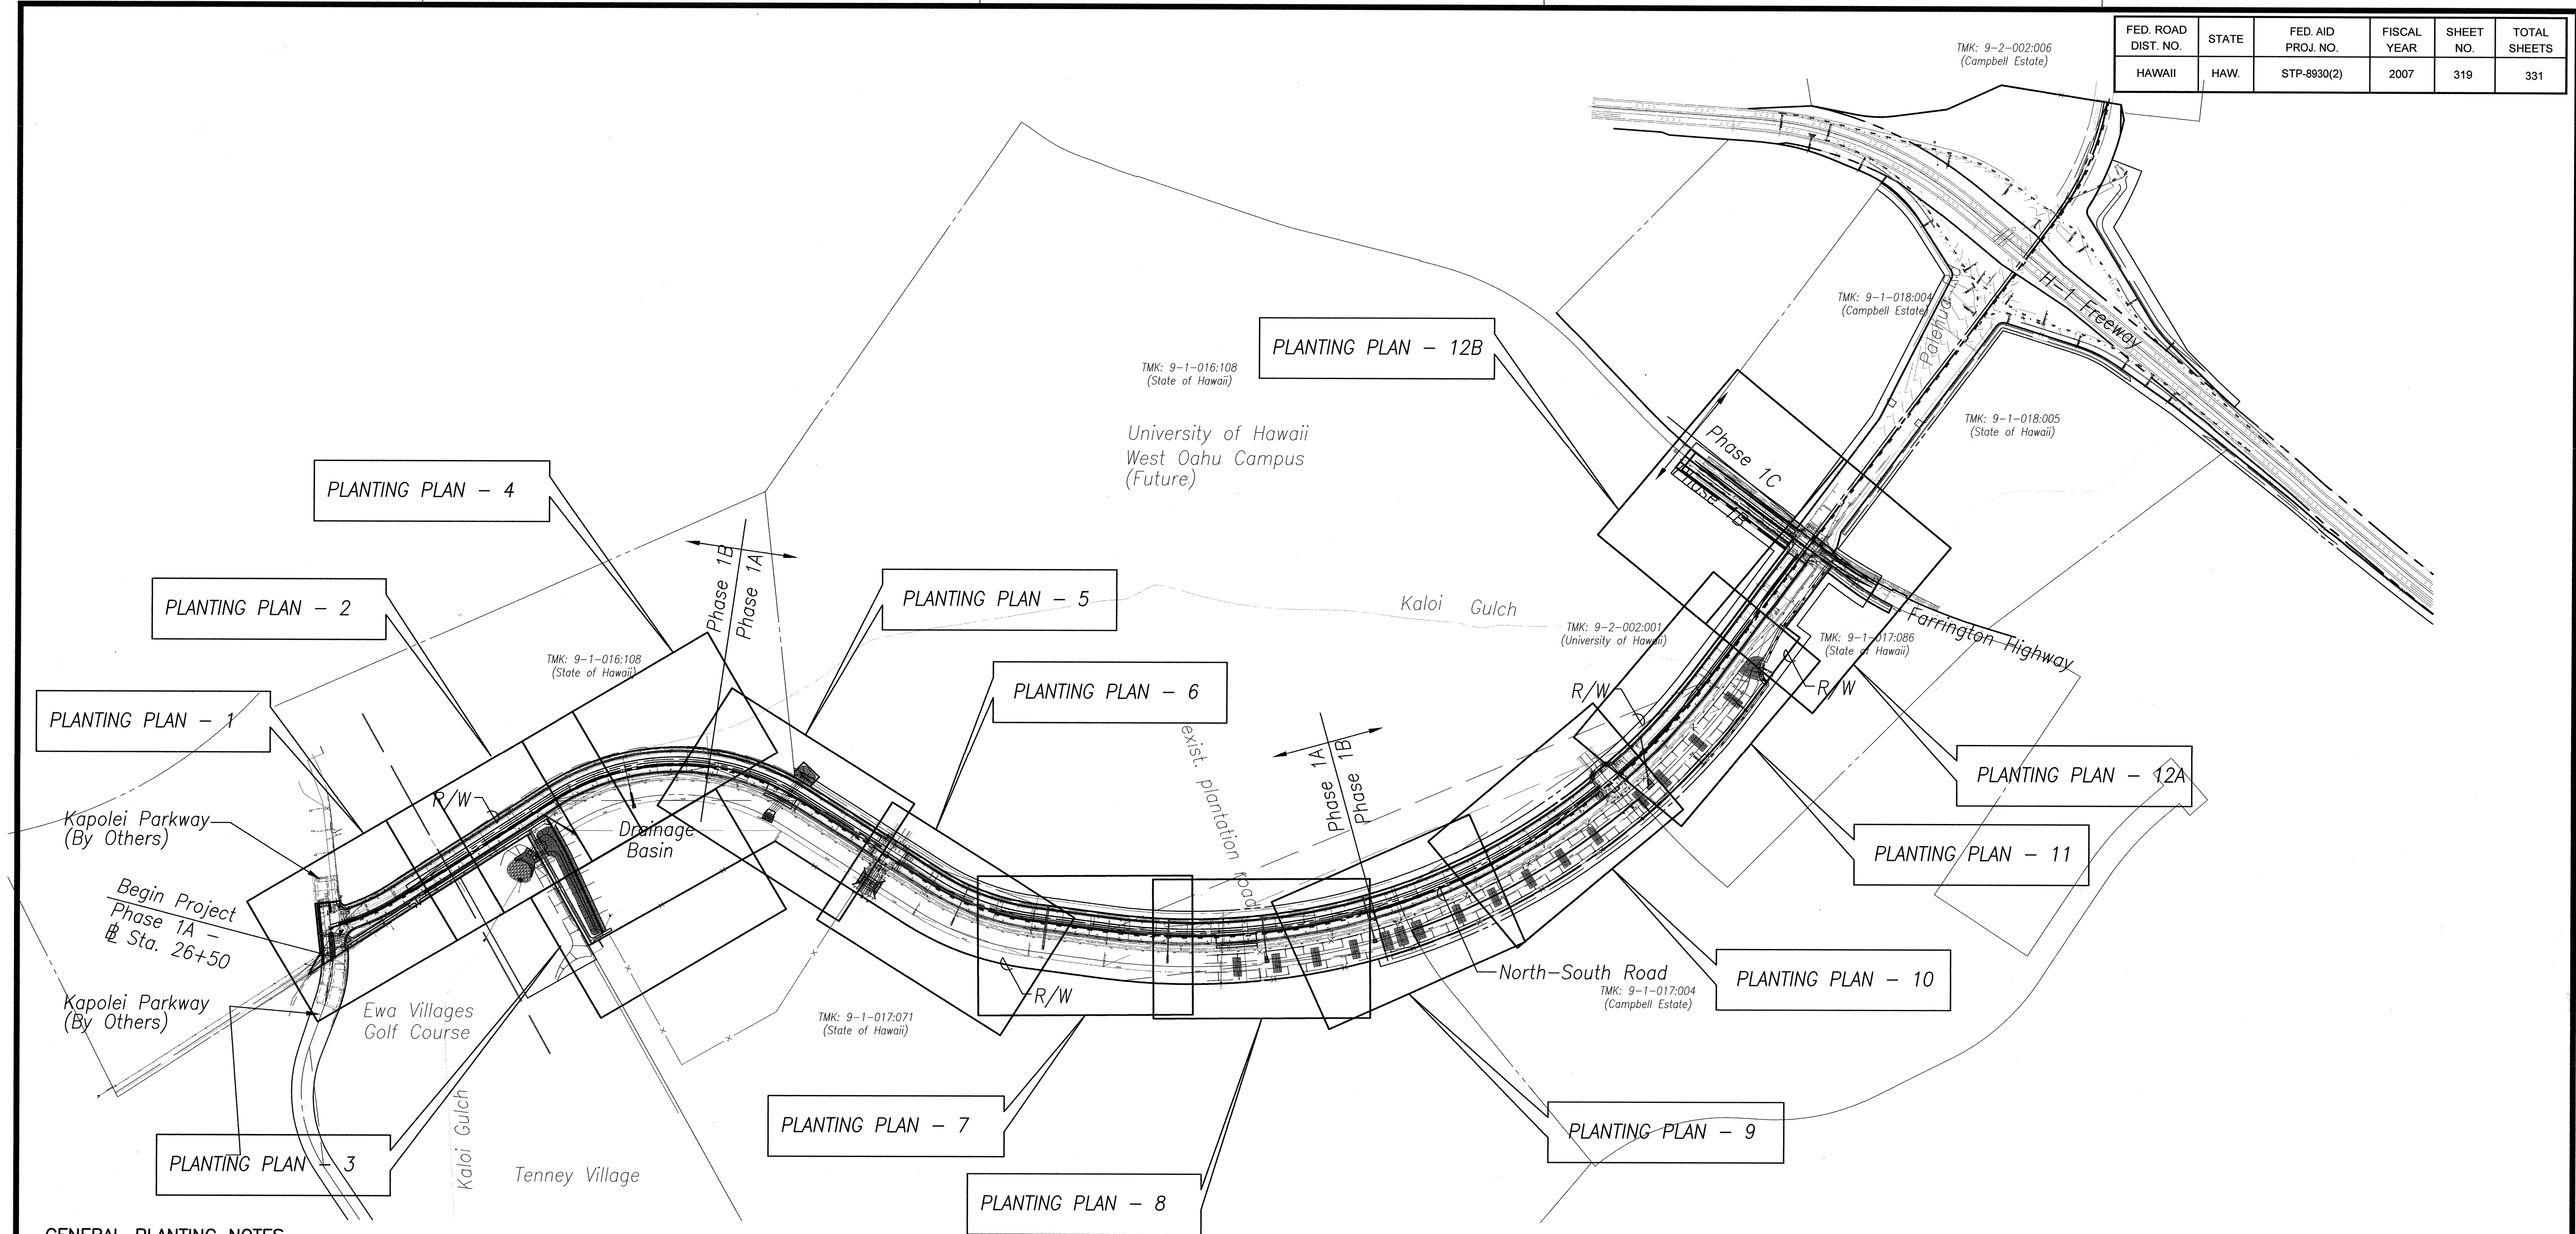 FED. ROAD DIST. NO.
STATE
FED. AID PROJ. NO.
FISCAL YEAR
SHEET NO.
TOTAL SHEETS
HAWAII
HAW.
STP-8930(2)
2007
319
331
TMK: 9-2-002:006
(Campbell Estate)
H-1 Freeway
TMK: 9-1-018:004
(Campbell Estate)
PLANTING PLAN - 12B
TMK: 9-1-016:108
(State of Hawaii)
TMK: 9-1-018:005
(State of Hawaii)
University of Hawaii
West Oahu Campus
(Future)
Phase 1C
Phase 1B
PLANTING PLAN - 4
Phase 1B
Phase 1A
PLANTING PLAN - 2
PLANTING PLAN - 5
Kaloi Gulch
Farrington Highway
TMK: 9-2-002:001
(University of Hawaii)
TMK: 9-1-017:086
(State of Hawaii)
TMK: 9-1-016:108
(State of Hawaii)
PLANTING PLAN - 6
R/W
R/W
PLANTING PLAN - 1
exist. plantation road
Phase 1A
Phase 1B
PLANTING PLAN - 12A
R/W
Kapolei Parkway
(By Others)
Drainage
Basin
PLANTING PLAN - 11
Begin Project
Phase 1A -
℄ Sta. 26+50
North-South Road
PLANTING PLAN - 10
R/W
TMK: 9-1-017:004
(Campbell Estate)
Kapolei Parkway
(By Others)
Ewa Villages
Golf Course
TMK: 9-1-017:071
(State of Hawaii)
Kaloi Gulch
PLANTING PLAN - 7
PLANTING PLAN - 9
PLANTING PLAN - 3
Tenney Village
PLANTING PLAN - 8
GENERAL PLANTING NOTES